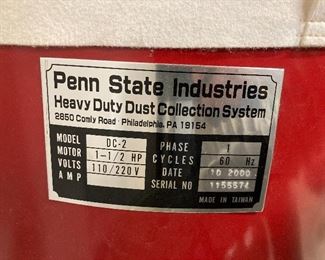 Penn State Industries
Heavy Duty Dust Collection System
2850 Comly Road · Philadelphia, PA 19154
MODEL DC-2 PHASE 1
MOTOR 1-1/2 HP CYCLES 60 Hz
VOLTS 110/220V DATE 10 2000
AMP SERIAL NO 1155574
MADE IN TAIWAN